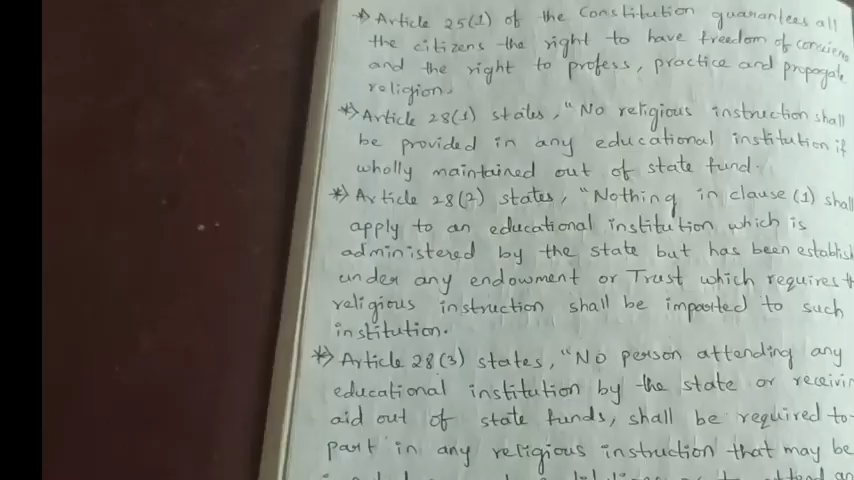 *) Article 25(1) of the Constitution guarantees all
the citizens the right to have freedom of conscien
and the right to profess, practice and propogate
religion.
*) Article 28(1) states, "No religious instruction shall
be provided in any educational institution if
wholly maintained out of state fund.
*) Article 28(2) states, "Nothing in clause (1) shall
apply to an educational institution which is
administered by the state but has been establish
under any endowment or Trust which requires th
religious instruction shall be imparted to such
institution.
*) Article 28(3) states, "No person attending any
educational institution by the state or receivin
aid out of state funds, shall be required to
part in any religious instruction that may be